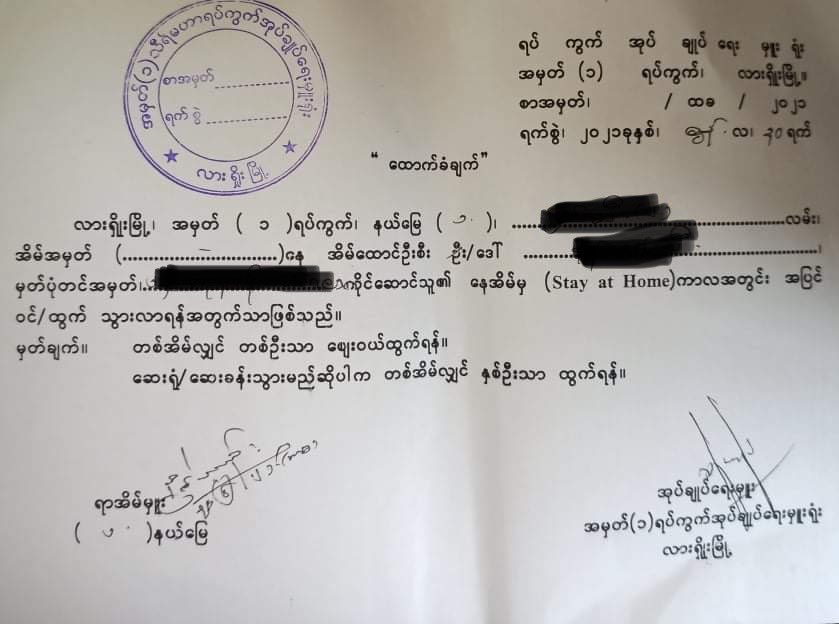 အမှတ်(၁)လီရဲမဟာရပ်ကွက်အုပ်ချုပ်ရေးမှူးရုံး
စာအမှတ်
ရက်စွဲ
လားရှိုးမြို့
ရပ် ကွက် အုပ် ချုပ် ရေး မှူး ရုံး
အမှတ် (၁) ရပ်ကွက်၊ လားရှိုးမြို့။
စာအမှတ်၊ / ထခ / ၂၀၂၁
ရက်စွဲ၊ ၂၀၂၁ခုနှစ်၊ ဇွန် လ၊ ၃၀ ရက်
“ ထောက်ခံချက်”
လားရှိုးမြို့၊ အမှတ် ( ၁ )ရပ်ကွက်၊ နယ်မြေ ( ၂ )၊ ........လမ်း၊
အိမ်အမှတ် (........)နေ အိမ်ထောင်ဦးစီး ဦး/ဒေါ် ........၊
မှတ်ပုံတင်အမှတ်၊........ကိုင်ဆောင်သူ၏ နေအိမ်မှ (Stay at Home)ကာလအတွင်း အပြင်
ဝင်/ထွက် သွားလာရန်အတွက်သာဖြစ်သည်။
မှတ်ချက်။ တစ်အိမ်လျှင် တစ်ဦးသာ ဈေးဝယ်ထွက်ရန်။
ဆေးရုံ/ဆေးခန်းသွားမည်ဆိုပါက တစ်အိမ်လျှင် နှစ်ဦးသာ ထွက်ရန်။
ရာအိမ်မှူး
( ၂ )နယ်မြေ
အုပ်ချုပ်ရေးမှူး
အမှတ်(၁)ရပ်ကွက်အုပ်ချုပ်ရေးမှူးရုံး
လားရှိုးမြို့